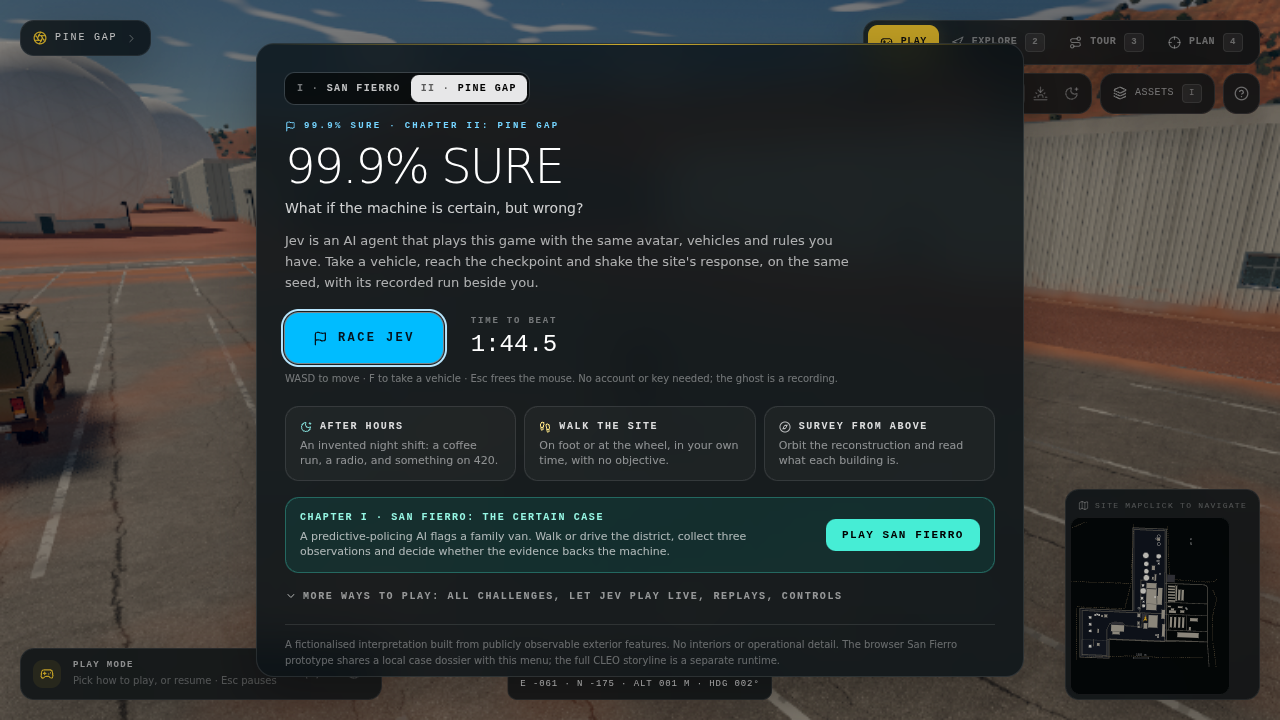 PINE GAP
PLAY
EXPLORE 2
TOUR 3
PLAN 4
ASSETS I
I · SAN FIERRO
II · PINE GAP
99.9% SURE · CHAPTER II: PINE GAP
99.9% SURE
What if the machine is certain, but wrong?
Jev is an AI agent that plays this game with the same avatar, vehicles and rules you
have. Take a vehicle, reach the checkpoint and shake the site's response, on the same
seed, with its recorded run beside you.
RACE JEV
TIME TO BEAT
1:44.5
WASD to move · F to take a vehicle · Esc frees the mouse. No account or key needed; the ghost is a recording.
AFTER HOURS
An invented night shift: a coffee
run, a radio, and something on 420.
WALK THE SITE
On foot or at the wheel, in your own
time, with no objective.
SURVEY FROM ABOVE
Orbit the reconstruction and read
what each building is.
CHAPTER I · SAN FIERRO: THE CERTAIN CASE
A predictive-policing AI flags a family van. Walk or drive the district, collect three
observations and decide whether the evidence backs the machine.
PLAY SAN FIERRO
MORE WAYS TO PLAY: ALL CHALLENGES, LET JEV PLAY LIVE, REPLAYS, CONTROLS
A fictionalised interpretation built from publicly observable exterior features. No interiors or operational detail. The browser San Fierro
prototype shares a local case dossier with this menu; the full CLEO storyline is a separate runtime.
SITE MAP CLICK TO NAVIGATE
PLAY MODE
Pick how to play, or resume · Esc pauses
E -061 · N -175 · ALT 001 M · HDG 002°